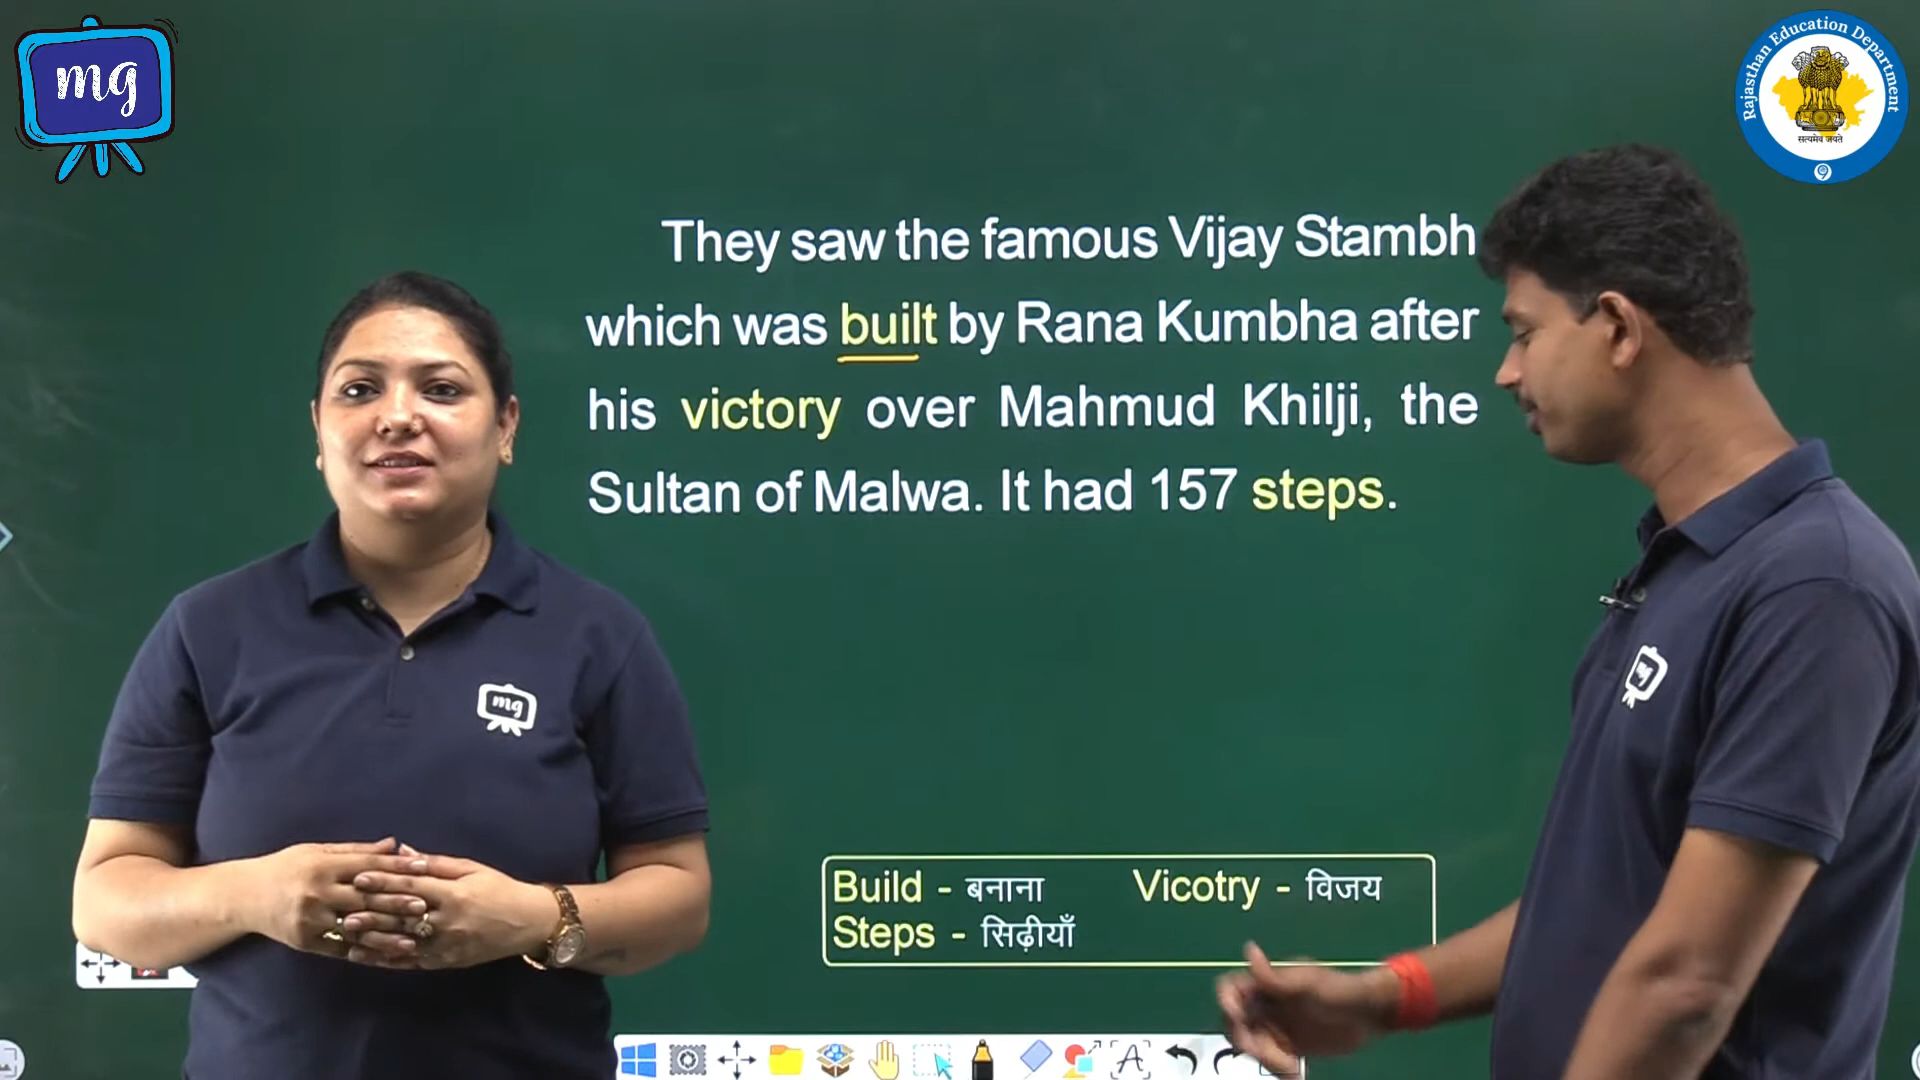 mg
Rajasthan Education Department
सत्यमेव जयते
They saw the famous Vijay Stambh
which was built by Rana Kumbha after
his victory over Mahmud Khilji, the
Sultan of Malwa. It had 157 steps.
mg
mg
Build - बनाना Vicotry - विजय
Steps - सिढ़ीयाँ
A